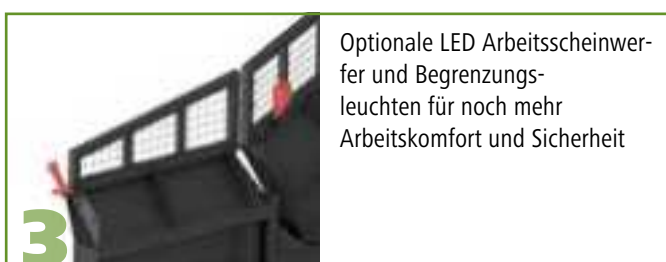 Optionale LED Arbeitsscheinwer-
fer und Begrenzungs-
leuchten für noch mehr
Arbeitskomfort und Sicherheit
3